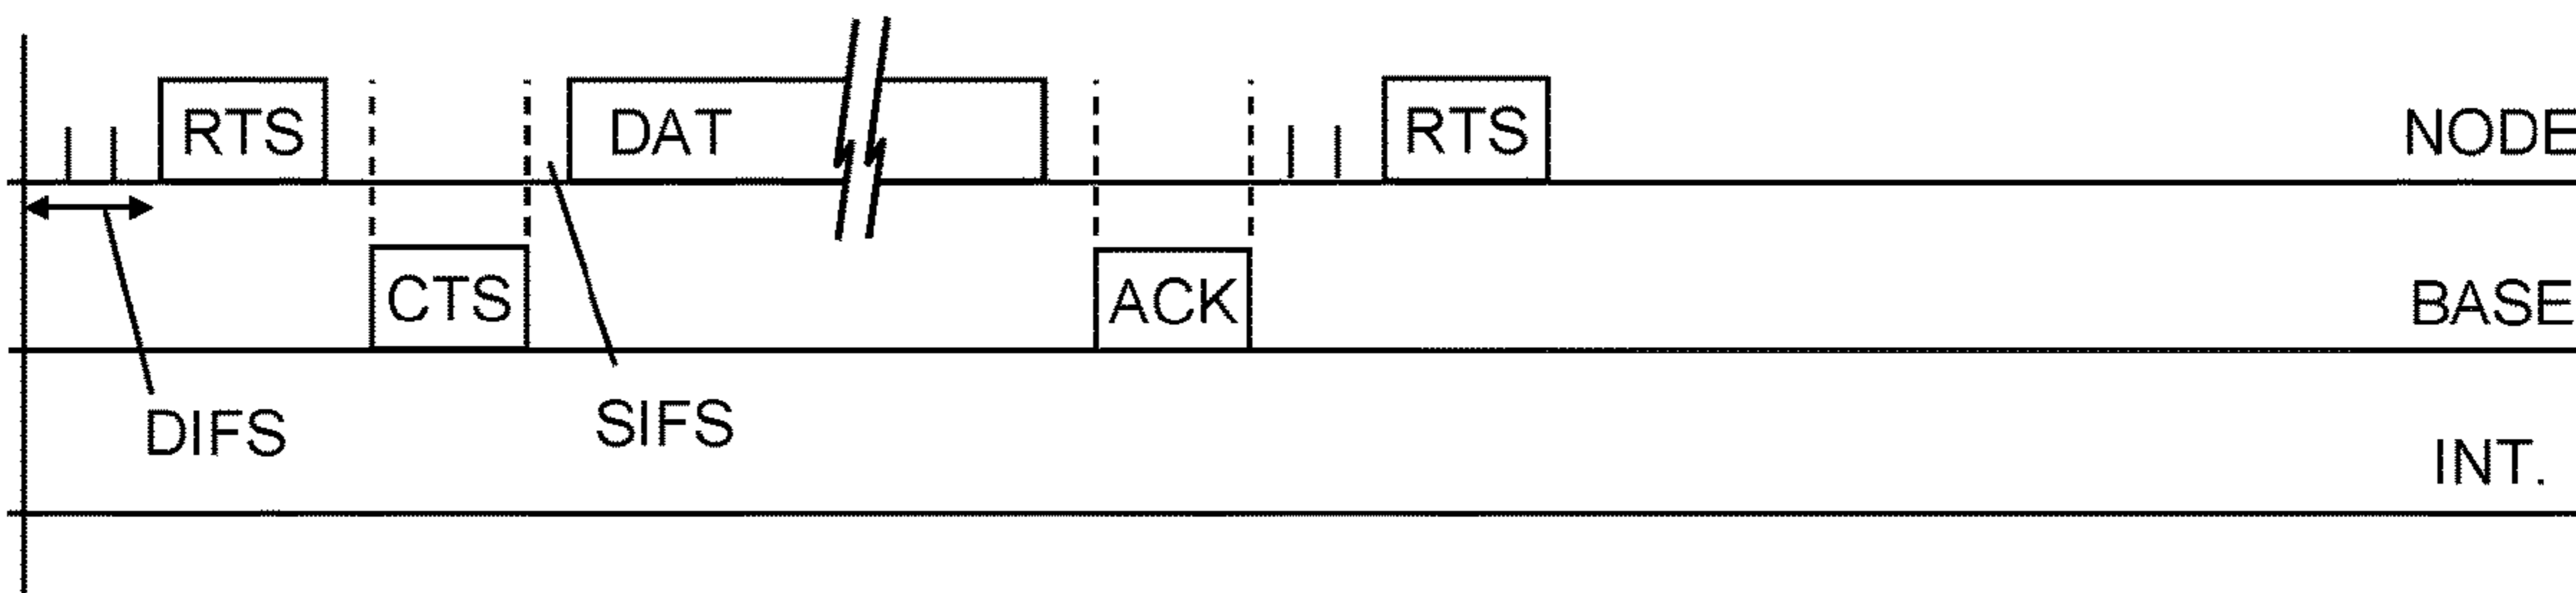 RTS DAT RTS NODE
CTS ACK BASE
DIFS SIFS INT.